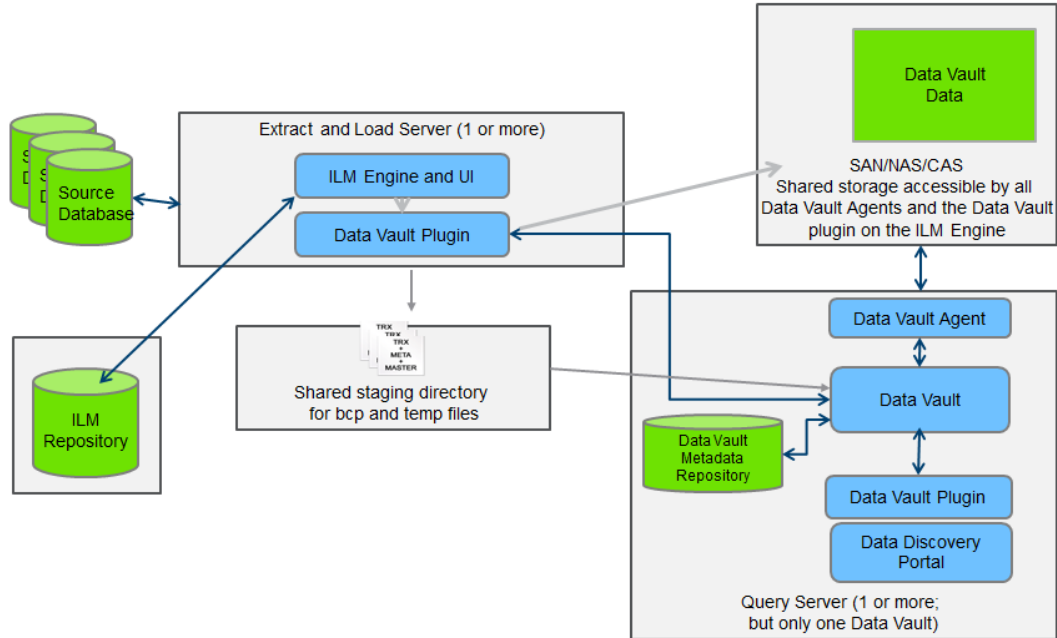 Data Vault
Data
SAN/NAS/CAS
Shared storage accessible by all
Data Vault Agents and the Data Vault
plugin on the ILM Engine
Extract and Load Server (1 or more)
ILM Engine and UI
Data Vault Plugin
S
D
S
D
Source
Database
TRX
TRX
TRX
+
META
+
MASTER
Shared staging directory
for bcp and temp files
ILM
Repository
Data Vault Agent
Data Vault
Data Vault
Metadata
Repository
Data Vault Plugin
Data Discovery
Portal
Query Server (1 or more;
but only one Data Vault)